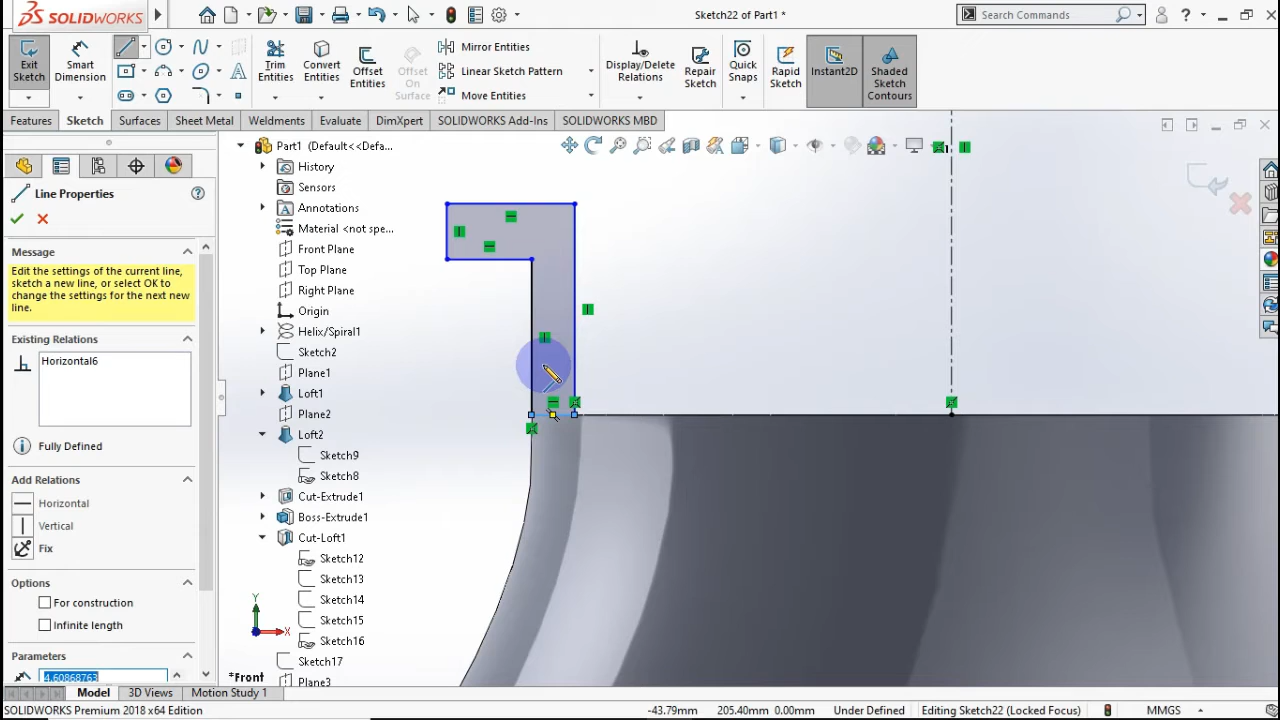 SOLIDWORKS
Sketch22 of Part1 *
Search Commands
Exit Sketch
Smart Dimension
Trim Entities
Convert Entities
Offset Entities
Offset On Surface
Mirror Entities
Linear Sketch Pattern
Move Entities
Display/Delete Relations
Repair Sketch
Quick Snaps
Rapid Sketch
Instant2D
Shaded Sketch Contours
Features
Sketch
Surfaces
Sheet Metal
Weldments
Evaluate
DimXpert
SOLIDWORKS Add-Ins
SOLIDWORKS MBD
Line Properties
Message
Edit the settings of the current line,
sketch a new line, or select OK to
change the settings for the next new
line.
Existing Relations
Horizontal6
Fully Defined
Add Relations
Horizontal
Vertical
Fix
Options
For construction
Infinite length
Parameters
4.60868763
Part1 (Default<<Defa...
History
Sensors
Annotations
Material <not spe...
Front Plane
Top Plane
Right Plane
Origin
Helix/Spiral1
Sketch2
Plane1
Loft1
Plane2
Loft2
Sketch9
Sketch8
Cut-Extrude1
Boss-Extrude1
Cut-Loft1
Sketch12
Sketch13
Sketch14
Sketch15
Sketch16
Sketch17
Plane3
Y
X
*Front
Model
3D Views
Motion Study 1
SOLIDWORKS Premium 2018 x64 Edition
-43.79mm
205.40mm 0.00mm
Under Defined
Editing Sketch22 (Locked Focus)
MMGS